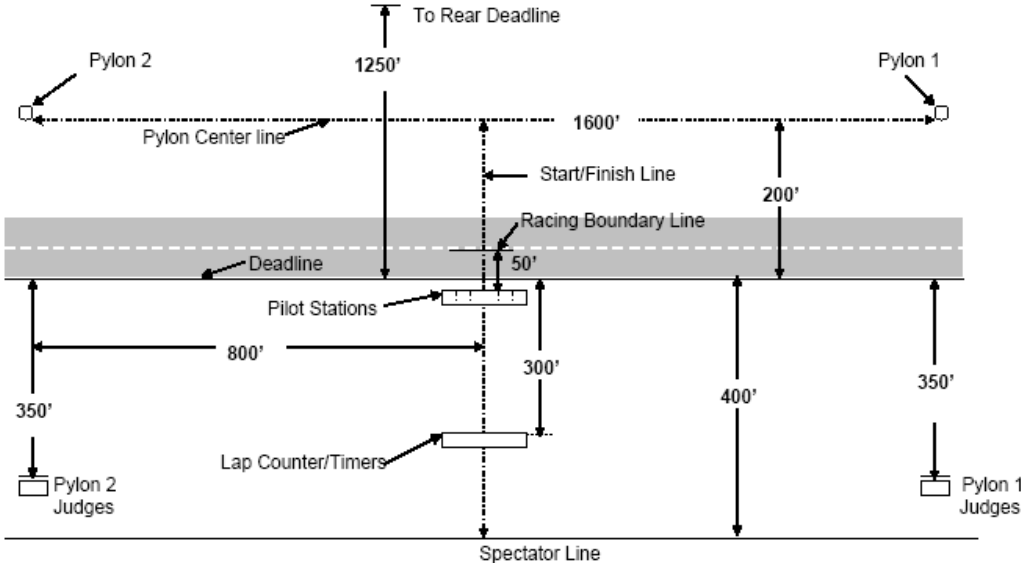 To Rear Deadline
Pylon 2
1250’
Pylon 1
1600’
Pylon Center line
Start/Finish Line
200’
Racing Boundary Line
Deadline
50’
Pilot Stations
800’
300’
350’
400’
350’
Lap Counter/Timers
Pylon 2
Judges
Pylon 1
Judges
Spectator Line